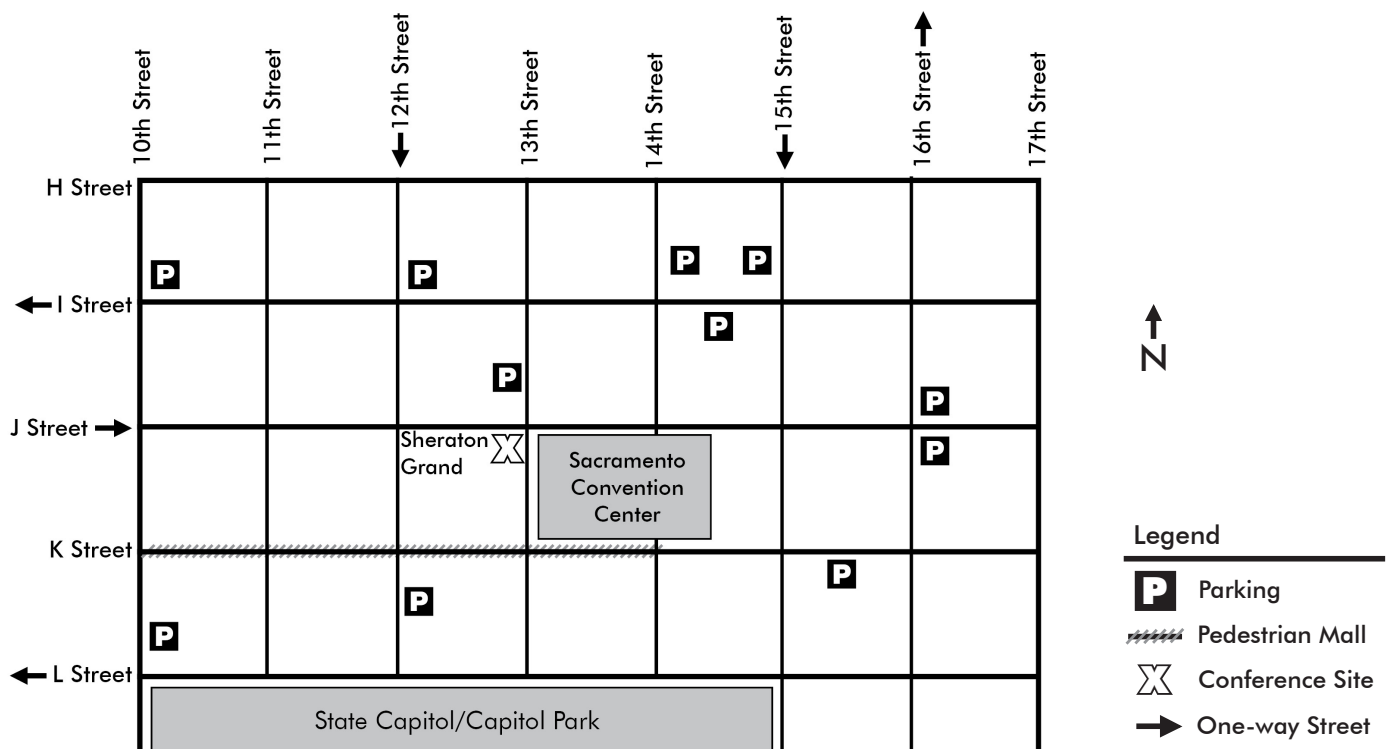 10th Street
11th Street
12th Street
13th Street
14th Street
15th Street
16th Street
17th Street
H Street
P
P
P
P
I Street
P
N
P
P
J Street
Sheraton
Grand
Sacramento
Convention
Center
P
K Street
Legend
P
P
P Parking
P
Pedestrian Mall
L Street
Conference Site
State Capitol/Capitol Park
One-way Street